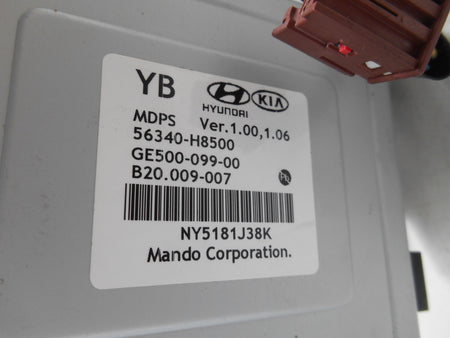 YB HYUNDAI KIA
MDPS Ver.1.00,1.06
56340-H8500
GE500-099-00
B20.009-007
NY5181J38K
Mando Corporation.